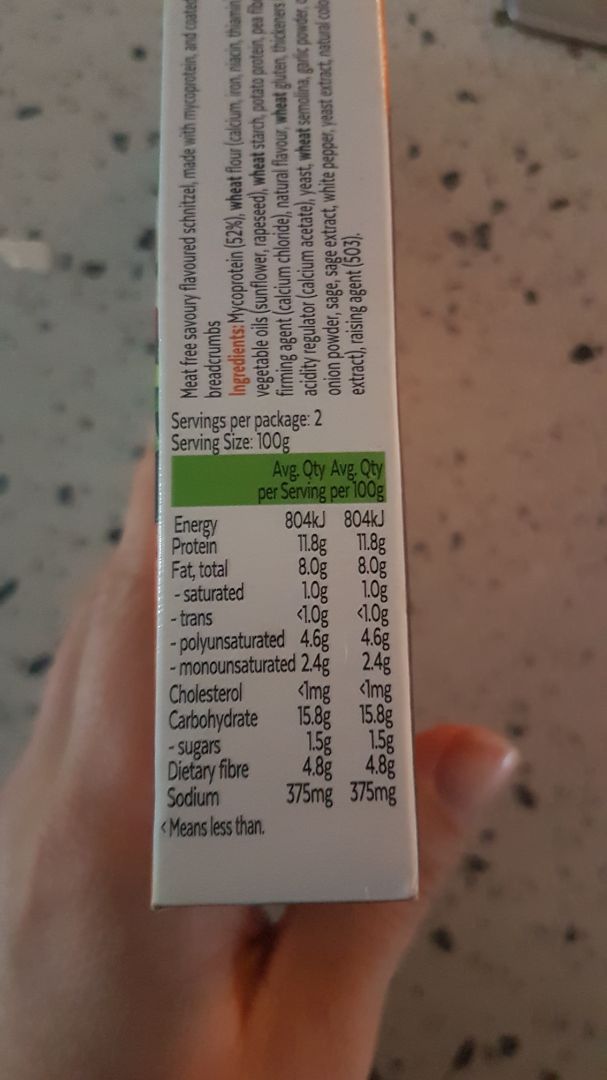 Meat free savoury flavoured schnitzel, made with mycoprotein, and coated
breadcrumbs
Ingredients: Mycoprotein (52%), wheat flour (calcium, iron, niacin, thiamin
vegetable oils (sunflower, rapeseed), wheat starch, potato protein, pea
firming agent (calcium chloride), natural flavour, wheat gluten, thickeners
acidity regulator (calcium acetate), yeast, wheat semolina, garlic powder,
onion powder, sage, sage extract, white pepper, yeast extract, natural
extract), raising agent (503).
Servings per package: 2
Serving Size: 100g
Avg. Qty Avg. Qty
per Serving per 100g
Energy 804kJ 804kJ
Protein 11.8g 11.8g
Fat, total 8.0g 8.0g
- saturated 1.0g 1.0g
- trans <1.0g <1.0g
- polyunsaturated 4.6g 4.6g
- monounsaturated 2.4g 2.4g
Cholesterol <1mg <1mg
Carbohydrate 15.8g 15.8g
- sugars 1.5g 1.5g
Dietary fibre 4.8g 4.8g
Sodium 375mg 375mg
< Means less than.